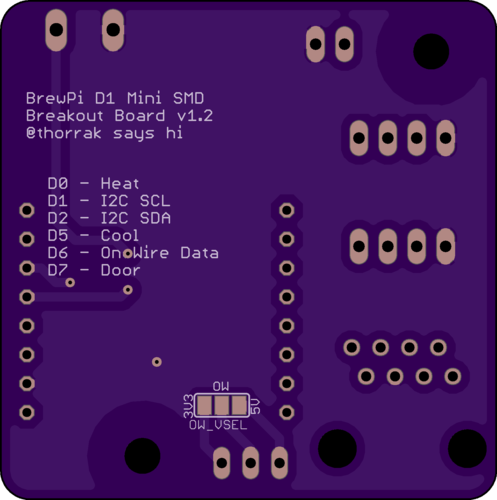 BrewPi D1 Mini SMD
Breakout Board v1.2
@thorrak says hi
D0 - Heat
D1 - I2C SCL
D2 - I2C SDA
D5 - Cool
D6 - OneWire Data
D7 - Door
OW
3V3
5V
OW_VSEL